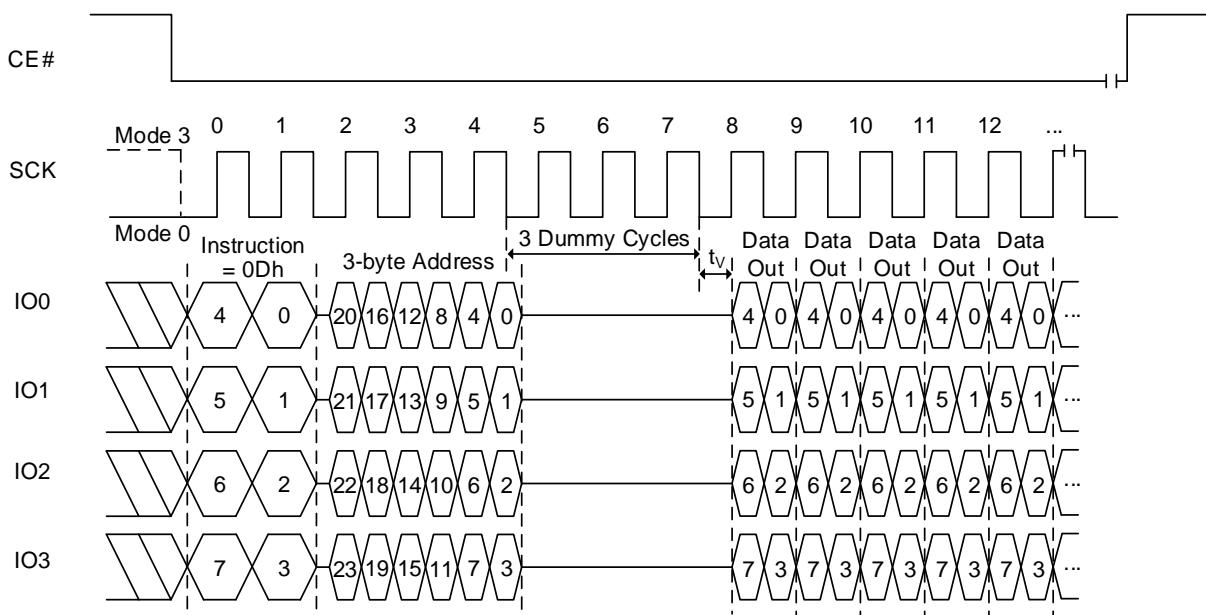 CE#
Mode 3 0 1 2 3 4 5 6 7 8 9 10 11 12 ...
SCK
Mode 0
Instruction = 0Dh
3-byte Address
3 Dummy Cycles
tV
Data Out Data Out Data Out Data Out Data Out
IO0 4 0 20 16 12 8 4 0 4 0 4 0 4 0 4 0 4 0 ...
IO1 5 1 21 17 13 9 5 1 5 1 5 1 5 1 5 1 5 1 ...
IO2 6 2 22 18 14 10 6 2 6 2 6 2 6 2 6 2 6 2 ...
IO3 7 3 23 19 15 11 7 3 7 3 7 3 7 3 7 3 7 3 ...